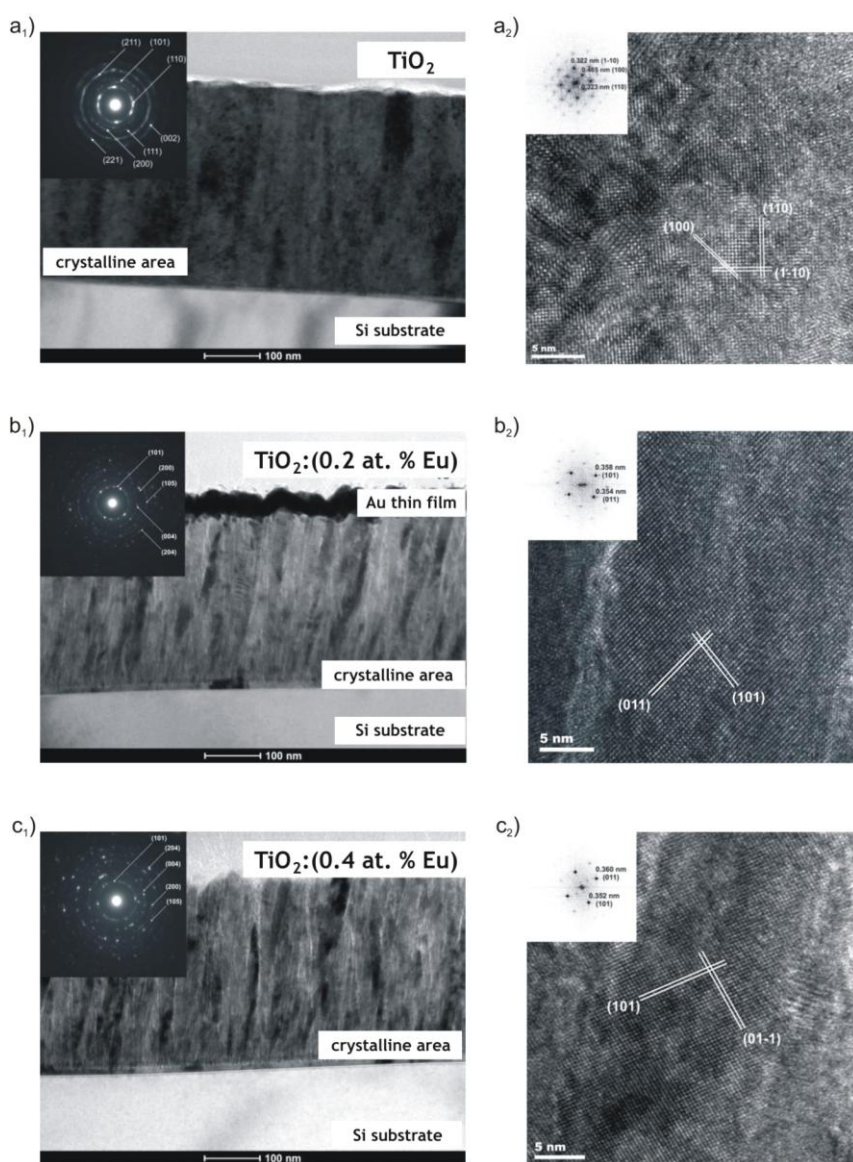 a1)
(211)
(101)
(110)
(002)
(111)
(200)
(221)
TiO2
crystalline area
Si substrate
100 nm
a2)
0.322 nm (1-10)
0.465 nm (100)
0.323 nm (110)
(110)
(100)
(1-10)
5 nm
b1)
(101)
(200)
(105)
(004)
(204)
TiO2:(0.2 at. % Eu)
Au thin film
crystalline area
Si substrate
100 nm
b2)
0.358 nm
(101)
0.354 nm
(011)
(011)
(101)
5 nm
c1)
(101)
(204)
(004)
(200)
(105)
TiO2:(0.4 at. % Eu)
crystalline area
Si substrate
100 nm
c2)
0.360 nm
(011)
0.352 nm
(101)
(101)
(01-1)
5 nm